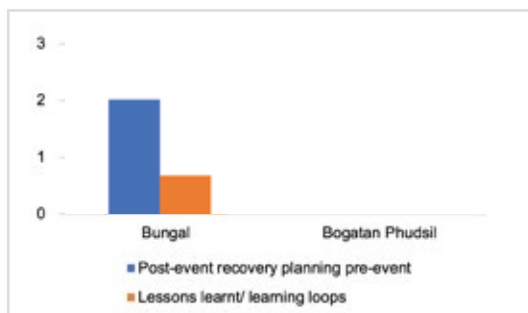 3
2
1
0
Bungal Bogatan Phudsil
Post-event recovery planning pre-event
Lessons learnt/ learning loops